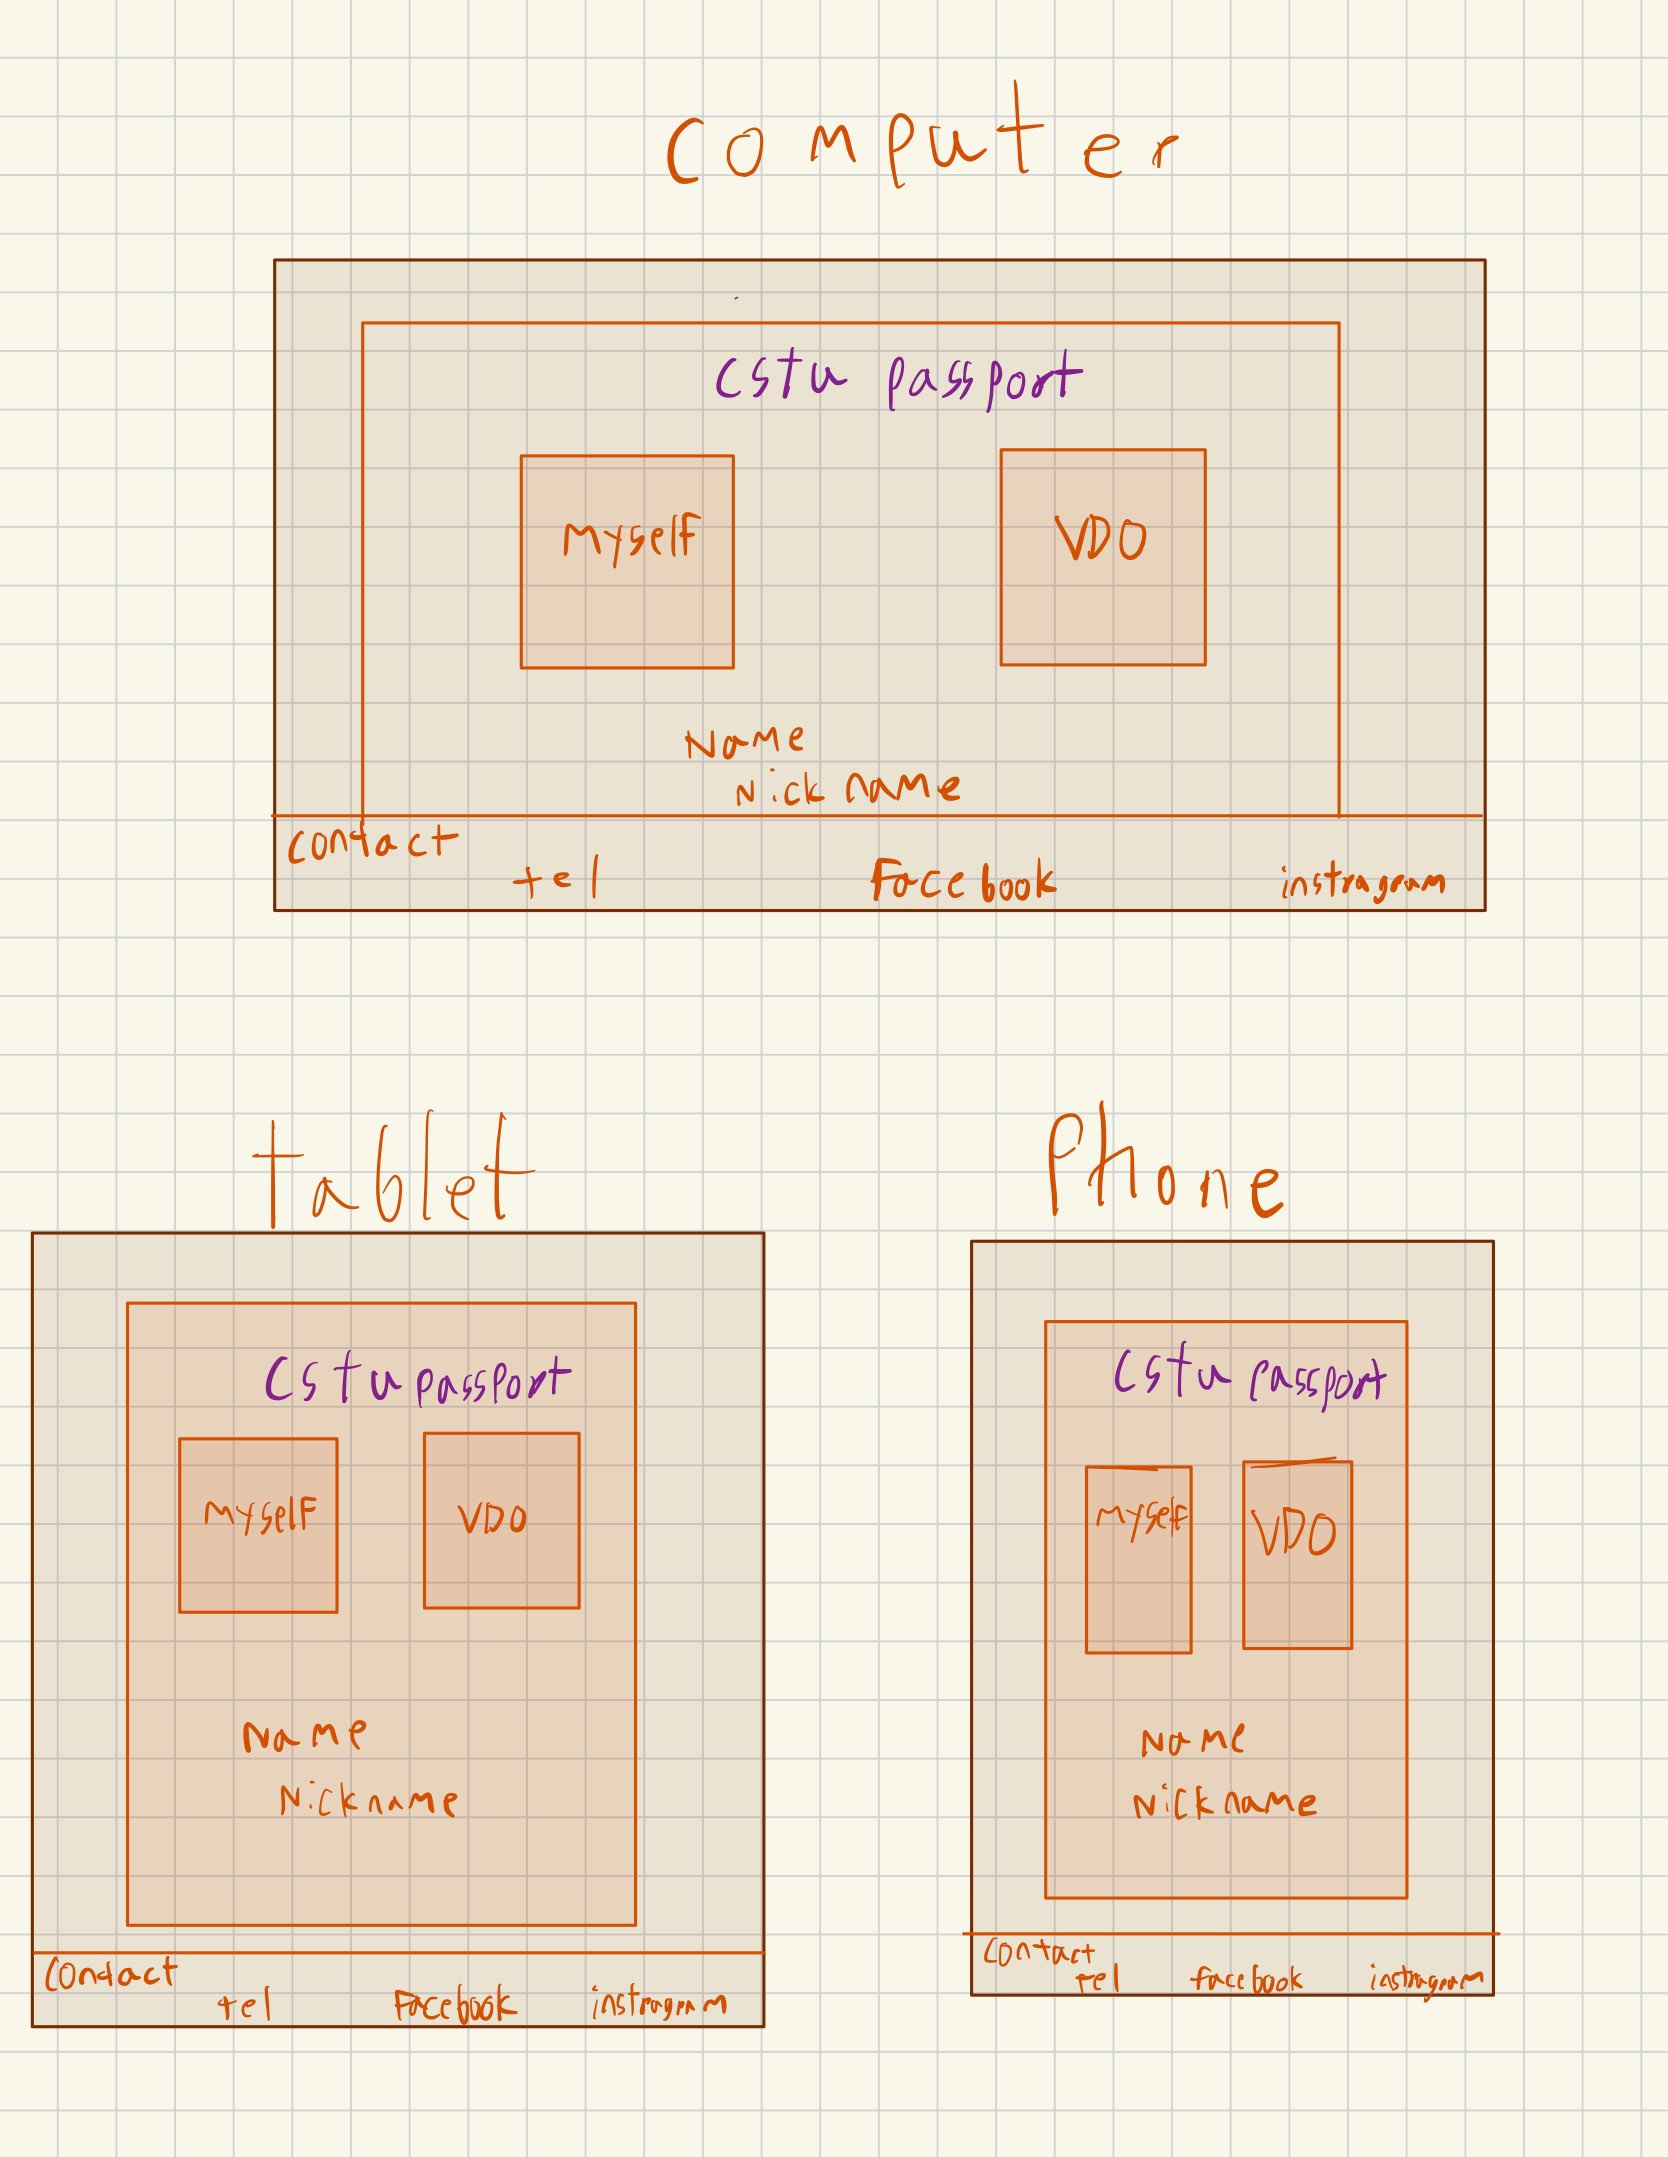 Computer
Cstu passport
Myself
VDO
Name
Nick name
Contact
tel
Facebook
instragram
tablet
Cstu passport
Myself
VDO
Name
Nickname
Contact
tel
Facebook
instragram
Phone
Cstu passport
Myself
VDO
Name
Nickname
Contact
tel
facebook
instragram